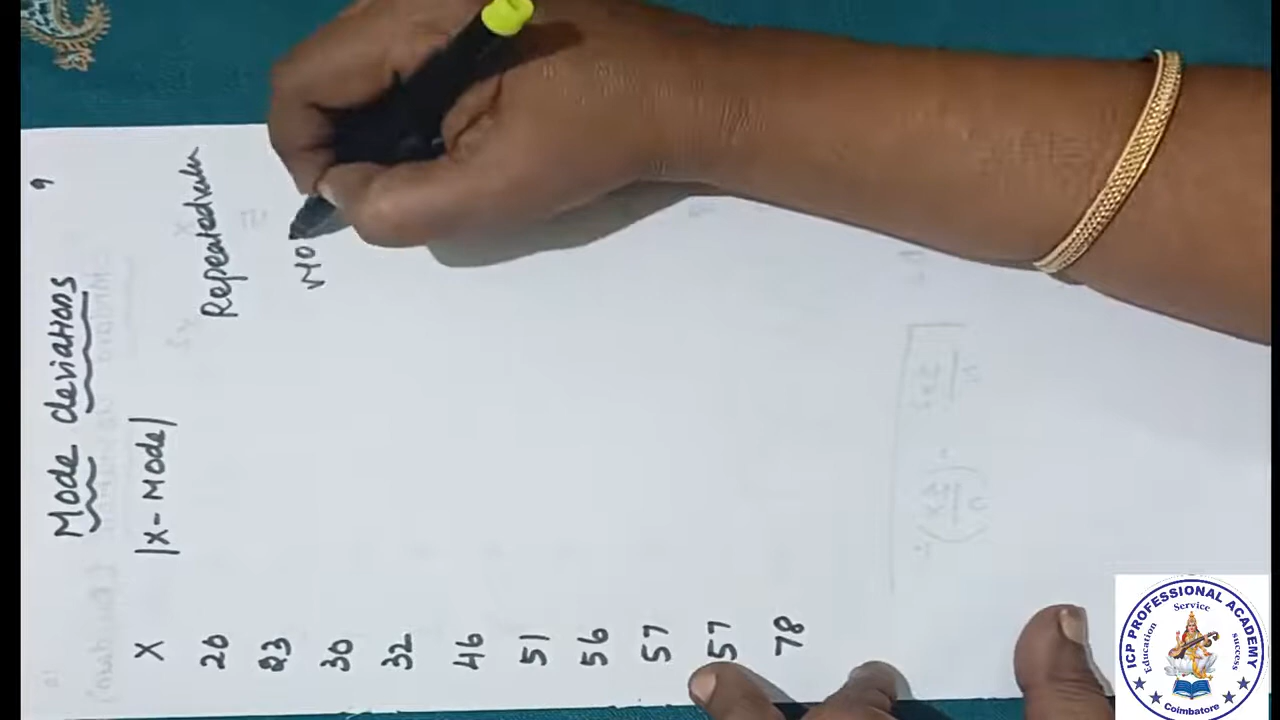 9
Mode deviations
X |X - Mode|
20 Repeated value
23
30 Mo
32
46
51
56
57
57
78
ICP PROFESSIONAL ACADEMY
Service
Education
success
Coimbatore